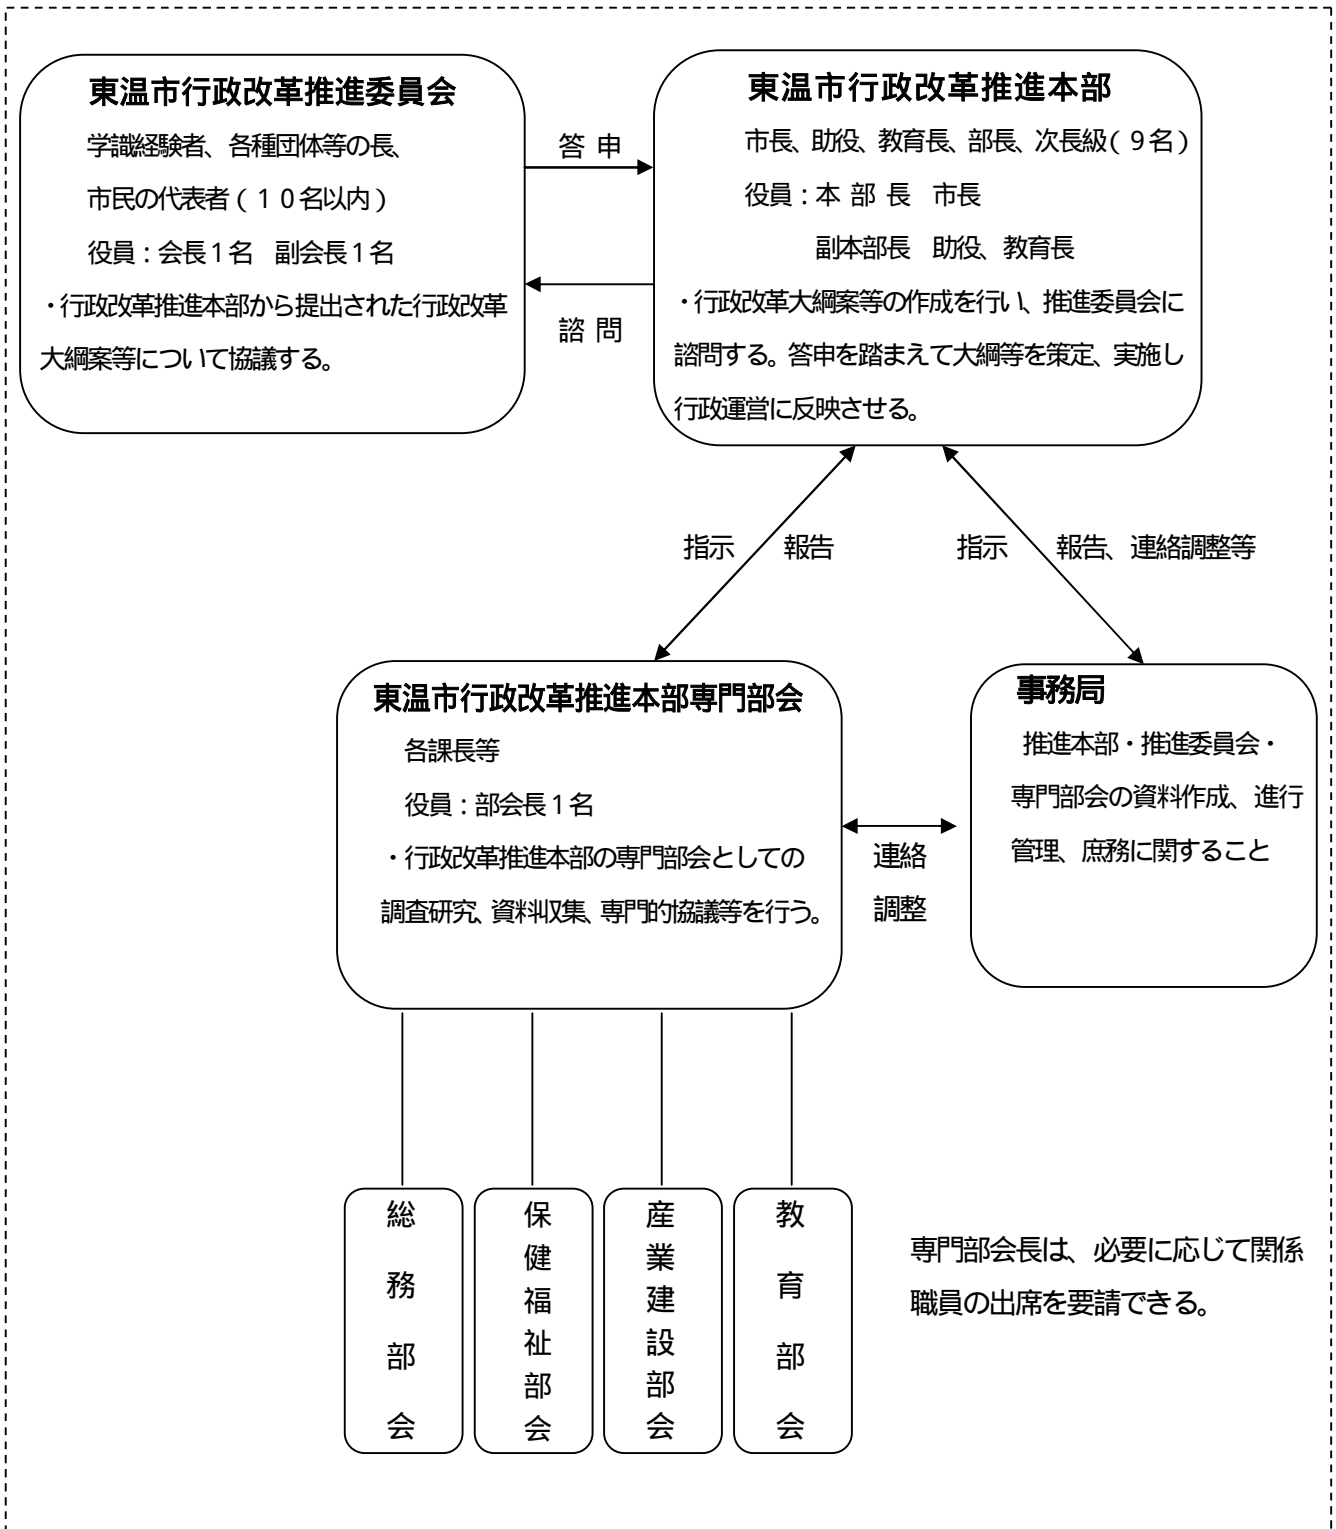 東温市行政改革推進委員会
学識経験者、各種団体等の長、
市民の代表者(10名以内)
役員:会長1名 副会長1名
・行政改革推進本部から提出された行政改革
大綱案等について協議する。
答 申
諮 問
東温市行政改革推進本部
市長、助役、教育長、部長、次長級(9名)
役員:本 部 長 市長
副本部長 助役、教育長
・行政改革大綱案等の作成を行い、推進委員会に
諮問する。答申を踏まえて大綱等を策定、実施し
行政運営に反映させる。
指示 報告
指示 報告、連絡調整等
東温市行政改革推進本部専門部会
各課長等
役員:部会長1名
・行政改革推進本部の専門部会としての
調査研究、資料収集、専門的協議等を行う。
連絡
調整
事務局
推進本部・推進委員会・
専門部会の資料作成、進行
管理、庶務に関すること
総務部会
保健福祉部会
産業建設部会
教育部会
専門部会長は、必要に応じて関係
職員の出席を要請できる。